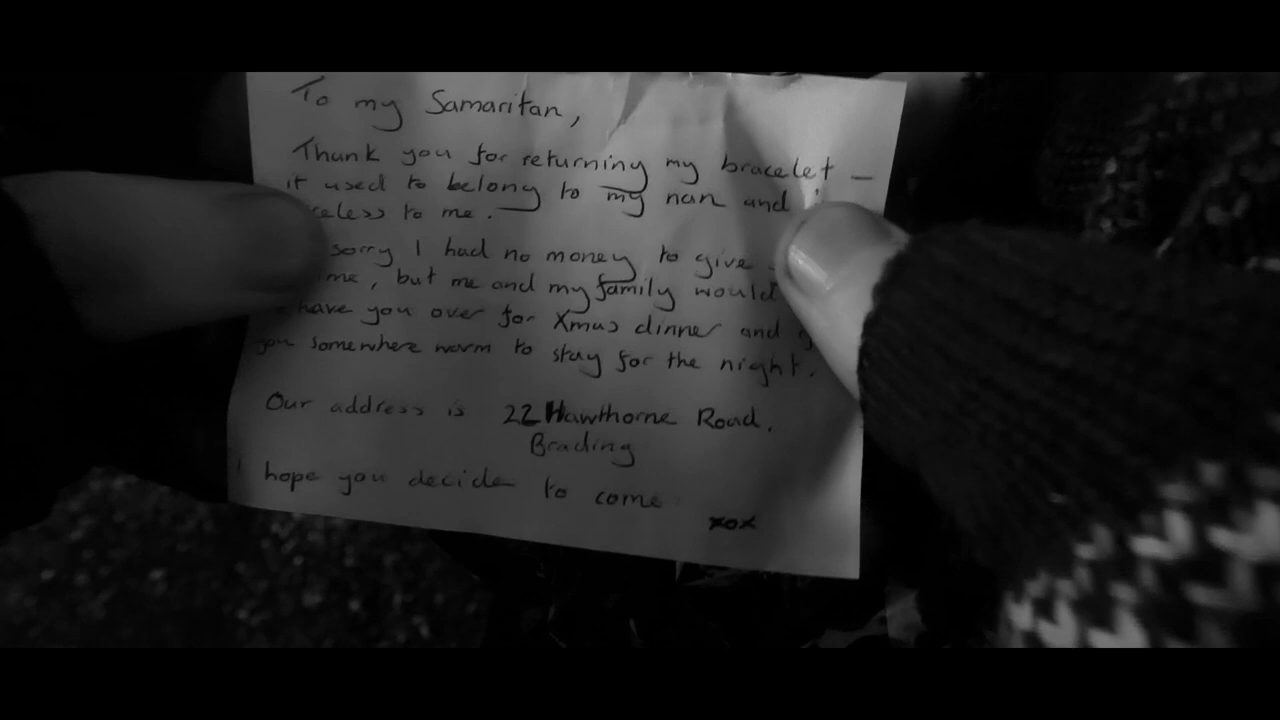 To my Samaritan,
Thank you for returning my bracelet –
it used to belong to my nan and
celess to me.
sorry I had no money to give
me, but me and my family would
have you over for Xmas dinner and
you somewhere warm to stay for the night.
Our address is 22 Hawthorne Road,
Brading
hope you decide to come
xox